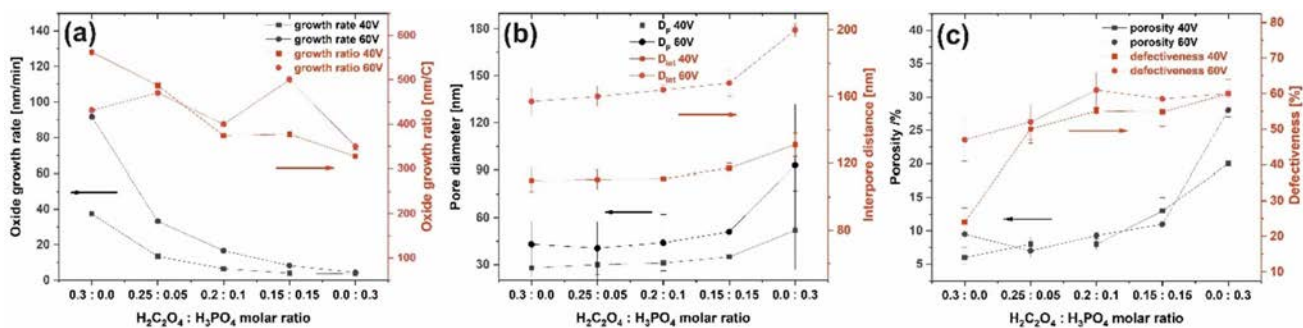 (a)
growth rate 40V
growth rate 60V
growth ratio 40V
growth ratio 60V
Oxide growth rate [nm/min]
140
120
100
80
60
40
20
0
Oxide growth ratio [nm/C]
600
500
400
300
200
100
0.3 : 0.0
0.25 : 0.05
0.2 : 0.1
0.15 : 0.15
0.0 : 0.3
H₂C₂O₄ : H₃PO₄ molar ratio
(b)
Dₚ 40V
Dₚ 60V
Dᵢₙₜ 40V
Dᵢₙₜ 60V
Pore diameter [nm]
180
150
120
90
60
30
Interpore distance [nm]
200
160
120
80
0.3 : 0.0
0.25 : 0.05
0.2 : 0.1
0.15 : 0.15
0.0 : 0.3
H₂C₂O₄ : H₃PO₄ molar ratio
(c)
porosity 40V
porosity 60V
defectiveness 40V
defectiveness 60V
Porosity /%
40
35
30
25
20
15
10
5
Defectiveness [%]
80
70
60
50
40
30
20
10
0.3 : 0.0
0.25 : 0.05
0.2 : 0.1
0.15 : 0.15
0.0 : 0.3
H₂C₂O₄ : H₃PO₄ molar ratio